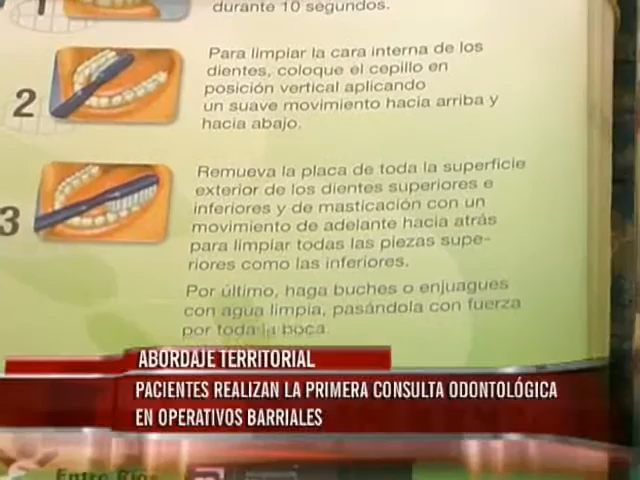 1
durante 10 segundos.
2
Para limpiar la cara interna de los
dientes, coloque el cepillo en
posición vertical aplicando
un suave movimiento hacia arriba y
hacia abajo.
3
Remueva la placa de toda la superficie
exterior de los dientes superiores e
inferiores y de masticación con un
movimiento de adelante hacia atrás
para limpiar todas las piezas supe-
riores como las inferiores.
Por último, haga buches o enjuagues
con agua limpia, pasándola con fuerza
por toda la boca.
ABORDAJE TERRITORIAL
PACIENTES REALIZAN LA PRIMERA CONSULTA ODONTOLÓGICA
EN OPERATIVOS BARRIALES
Entre Ríos